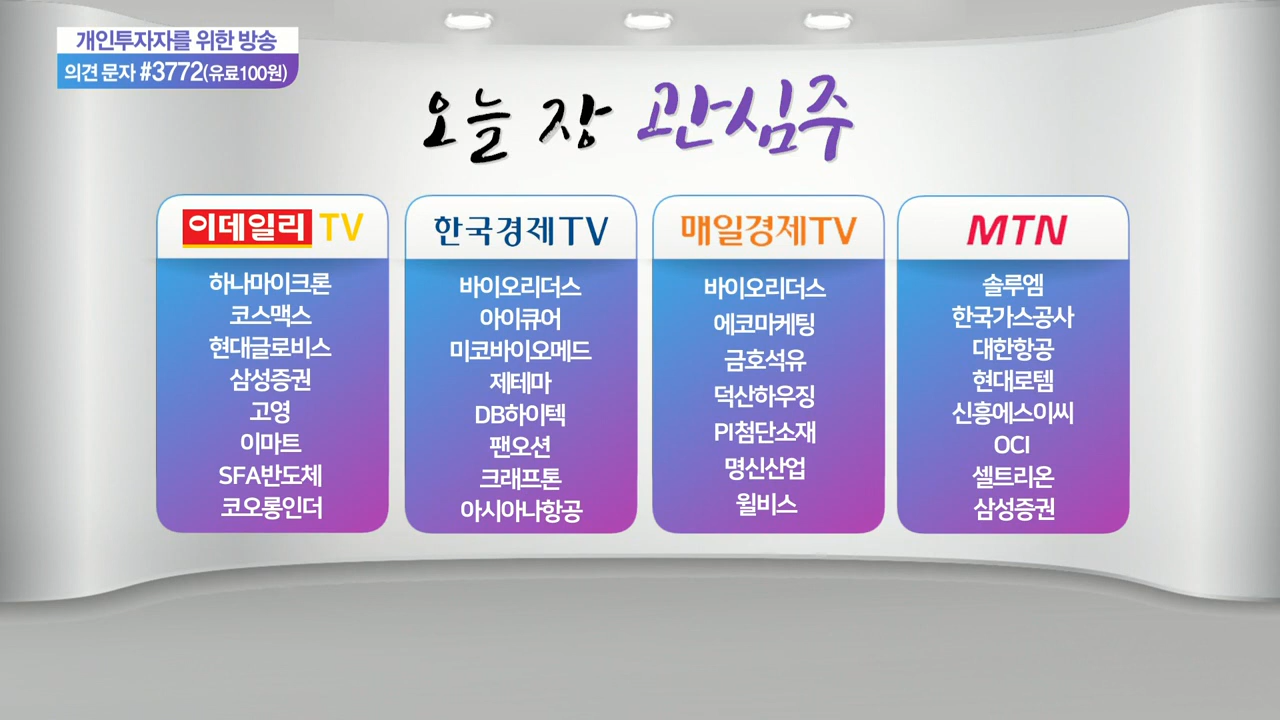 개인투자자를 위한 방송
의견 문자 #3772(유료100원)
오늘 장 관심주
이데일리 TV
하나마이크론
코스맥스
현대글로비스
삼성증권
고영
이마트
SFA반도체
코오롱인더
한국경제TV
바이오리더스
아이큐어
미코바이오메드
제테마
DB하이텍
팬오션
크래프톤
아시아나항공
매일경제TV
바이오리더스
에코마케팅
금호석유
덕산하우징
PI첨단소재
명신산업
윌비스
MTN
솔루엠
한국가스공사
대한항공
현대로템
신흥에스이씨
OCI
셀트리온
삼성증권